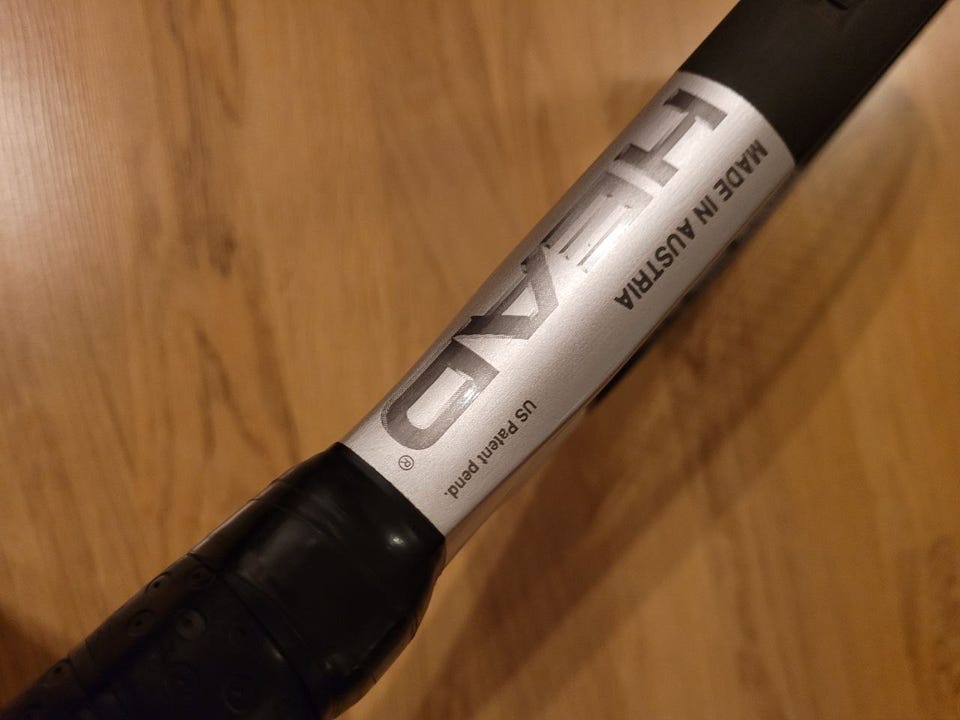 HEAD®
MADE IN AUSTRIA
US Patent pend.